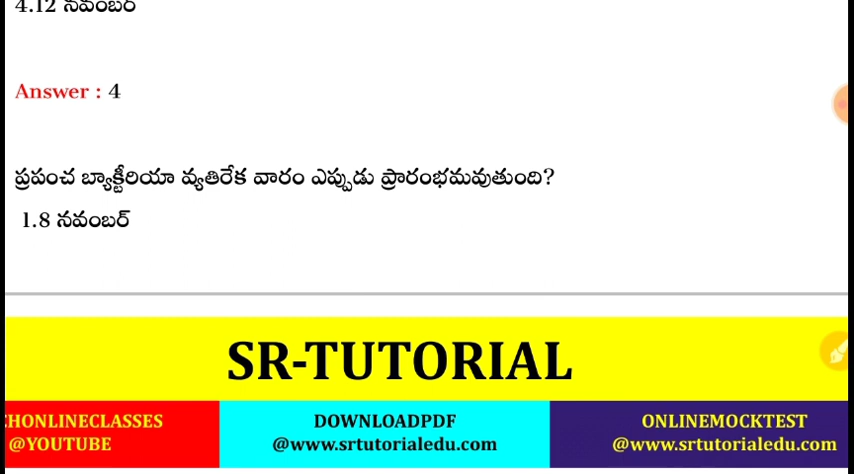 4.12 నవంబర్
Answer : 4
ప్రపంచ బ్యాక్టీరియా వ్యతిరేక వారం ఎప్పుడు ప్రారంభమవుతుంది?
1.8 నవంబర్
SR-TUTORIAL
CHONLINECLASSES
@YOUTUBE
DOWNLOADPDF
@www.srtutorialedu.com
ONLINEMOCKTEST
@www.srtutorialedu.com